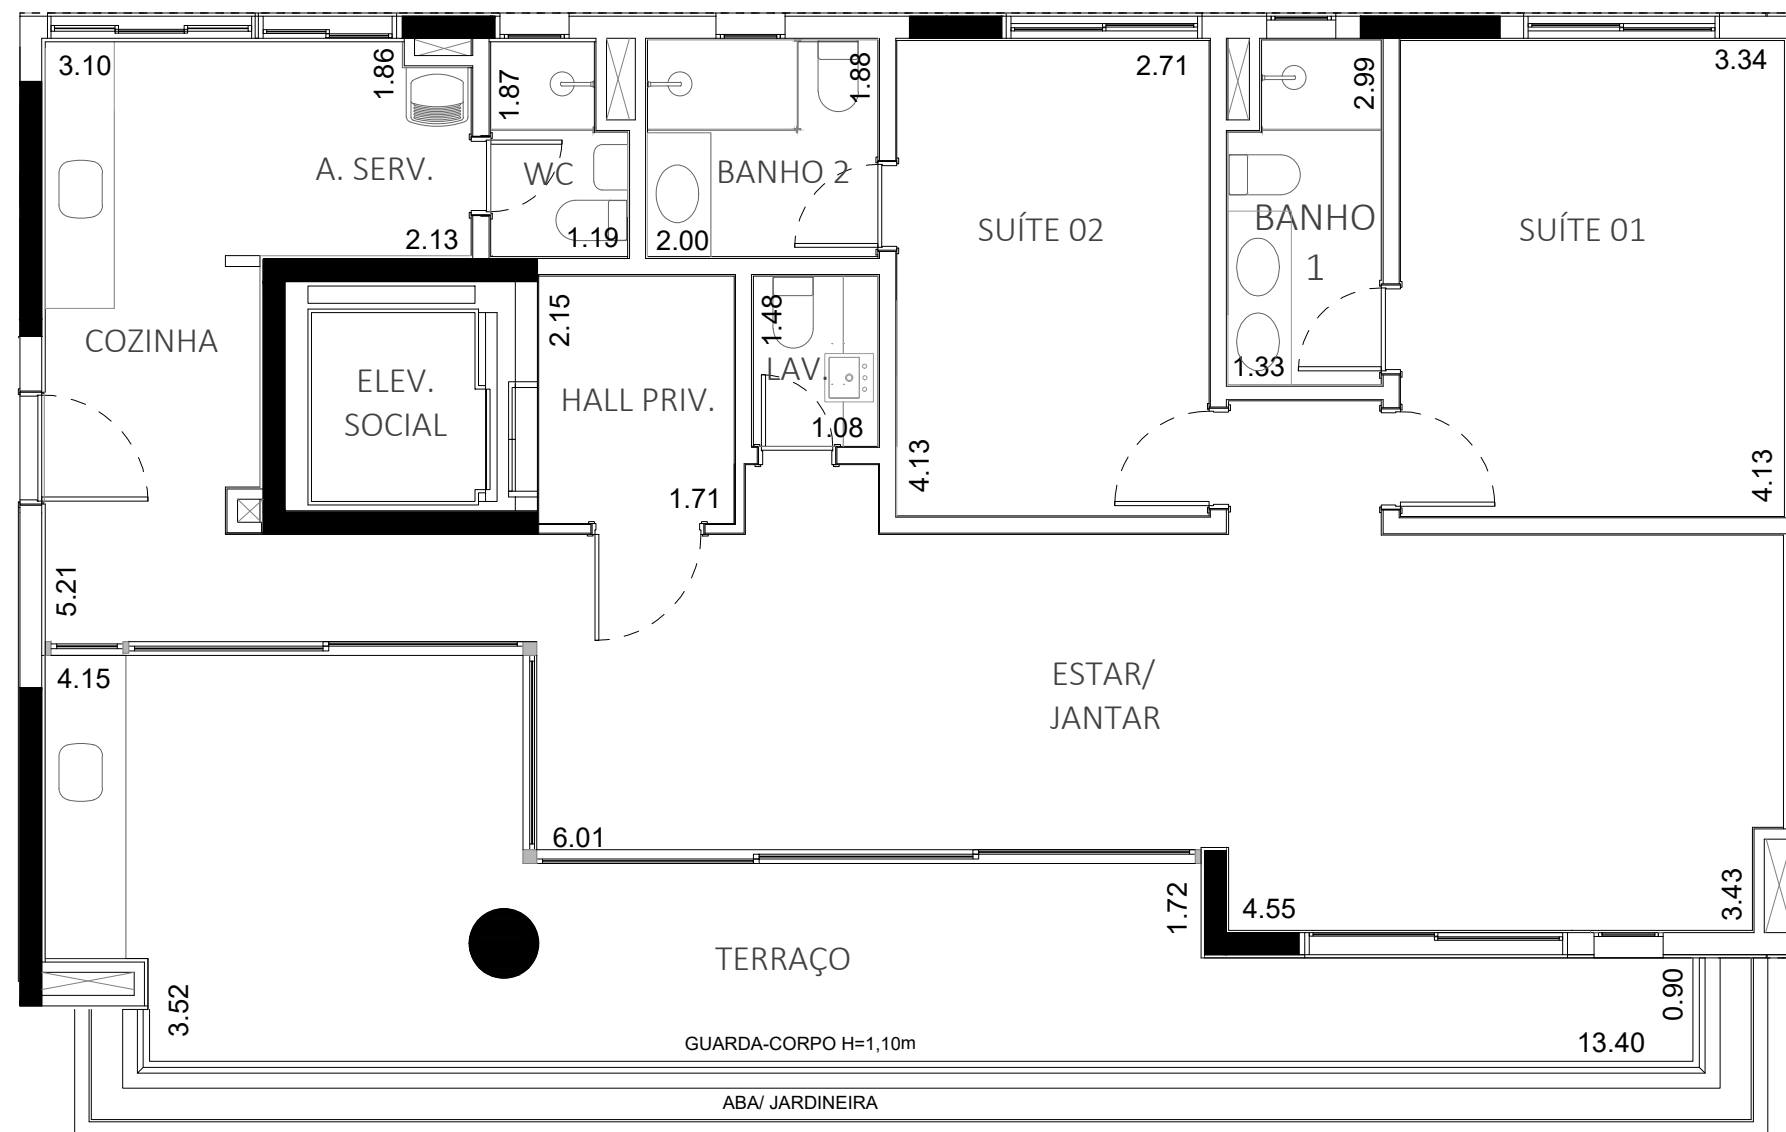 3.10
1.86
1.87
1.88
2.71
2.99
3.34
A. SERV.
WC
BANHO 2
SUÍTE 02
BANHO
1
SUÍTE 01
2.13
1.19
2.00
COZINHA
ELEV.
SOCIAL
2.15
HALL PRIV.
1.48
LAV.
1.08
1.33
1.71
4.13
4.13
5.21
4.15
ESTAR/
JANTAR
6.01
1.72
4.55
3.43
TERRAÇO
3.52
0.90
GUARDA-CORPO H=1,10m
13.40
ABA/ JARDINEIRA